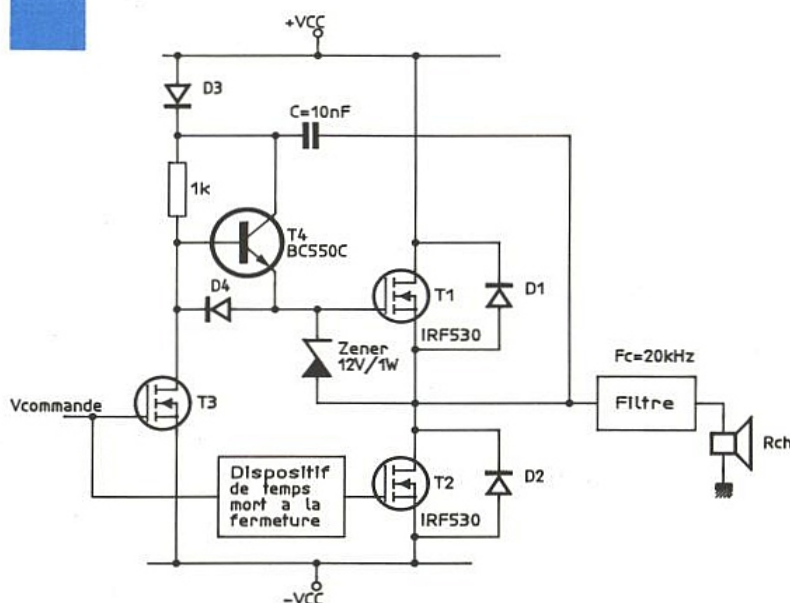 +VCC
D3
C=10nF
1k
T4
BC550C
D4
T1
D1
IRF530
Zener
12V/1W
Fc=20kHz
Filtre
Vcommande
T3
Rch
Dispositif
de temps
mort a la
fermeture
T2
D2
IRF530
-VCC